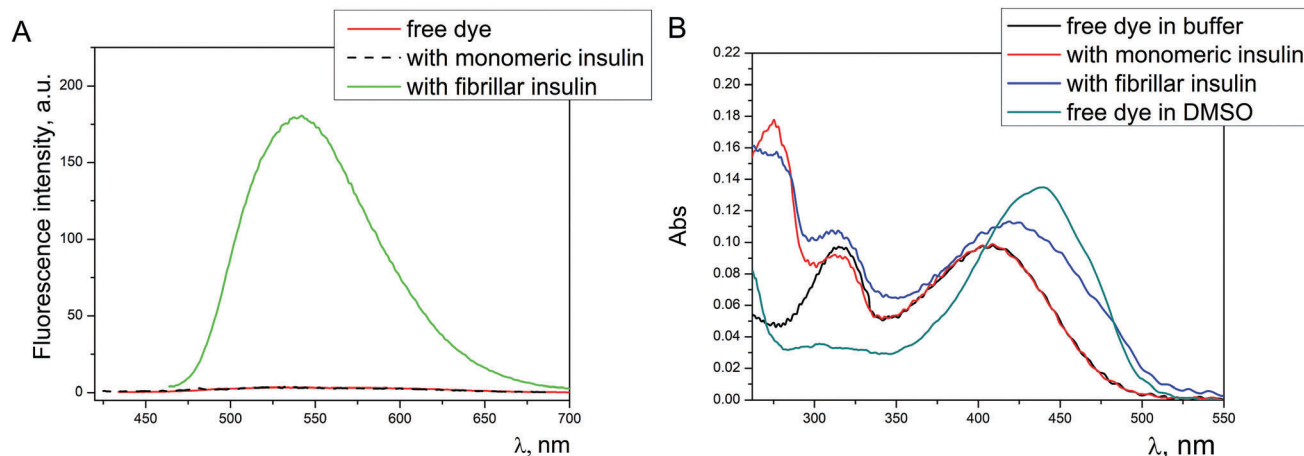 A
free dye
with monomeric insulin
with fibrillar insulin
Fluorescence intensity, a.u.
200
150
100
50
0
450
500
550
600
650
700
λ, nm
B
free dye in buffer
with monomeric insulin
with fibrillar insulin
free dye in DMSO
Abs
0.22
0.20
0.18
0.16
0.14
0.12
0.10
0.08
0.06
0.04
0.02
0.00
300
350
400
450
500
550
λ, nm